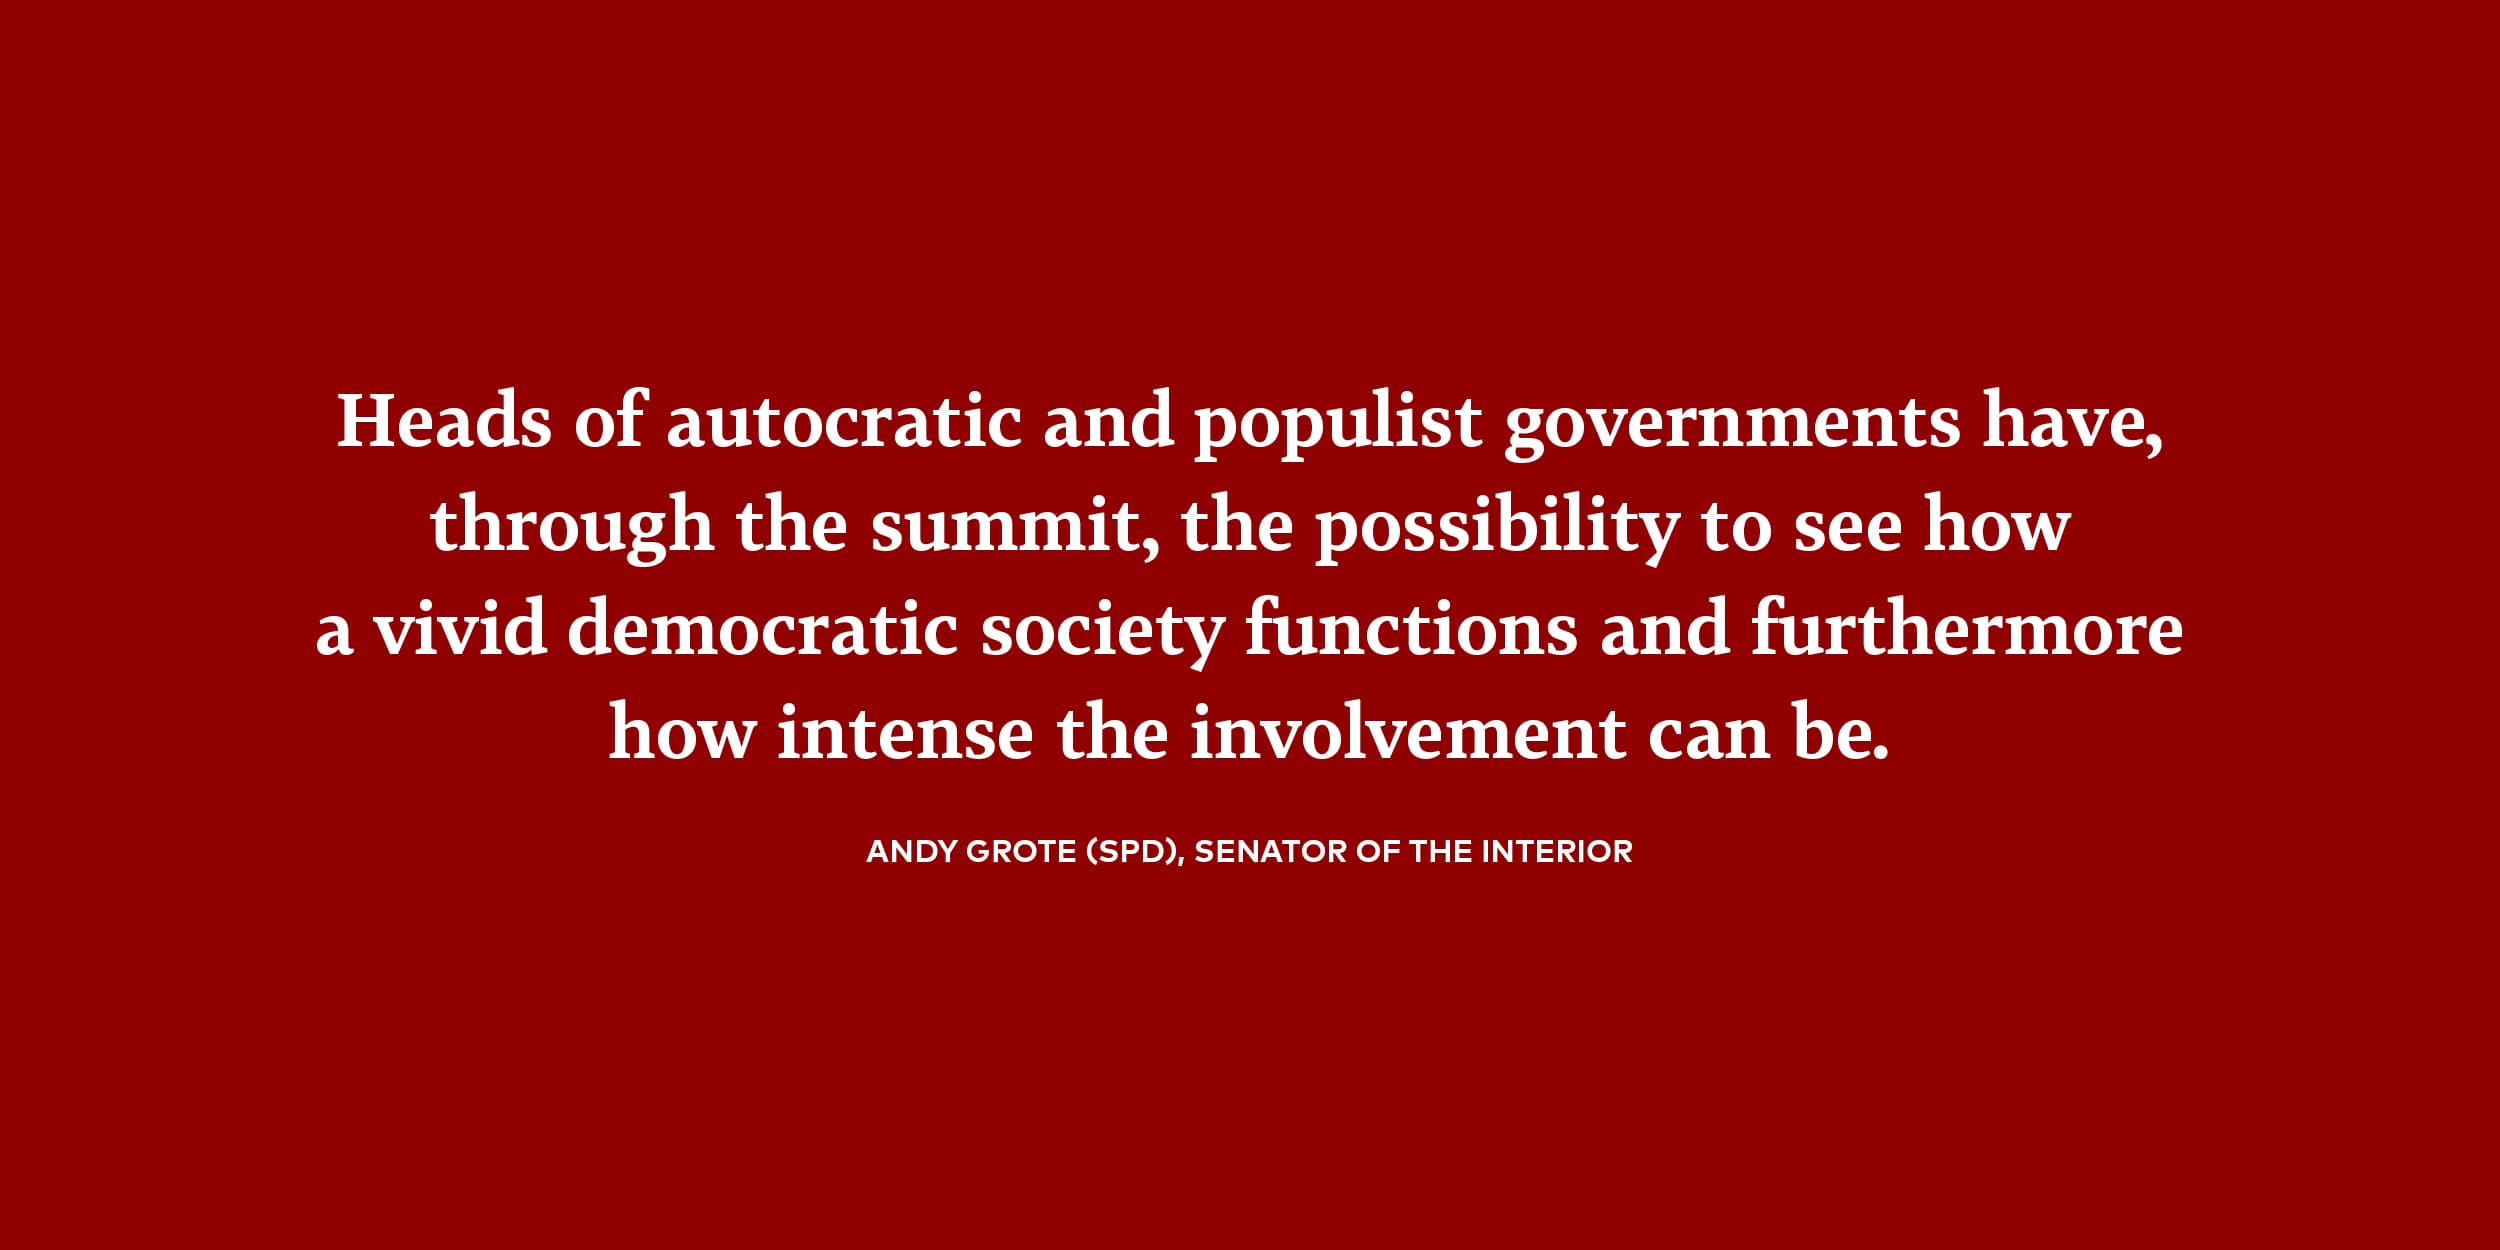 Heads of autocratic and populist governments have,
through the summit, the possibility to see how
a vivid democratic society functions and furthermore
how intense the involvement can be.
ANDY GROTE (SPD), SENATOR OF THE INTERIOR